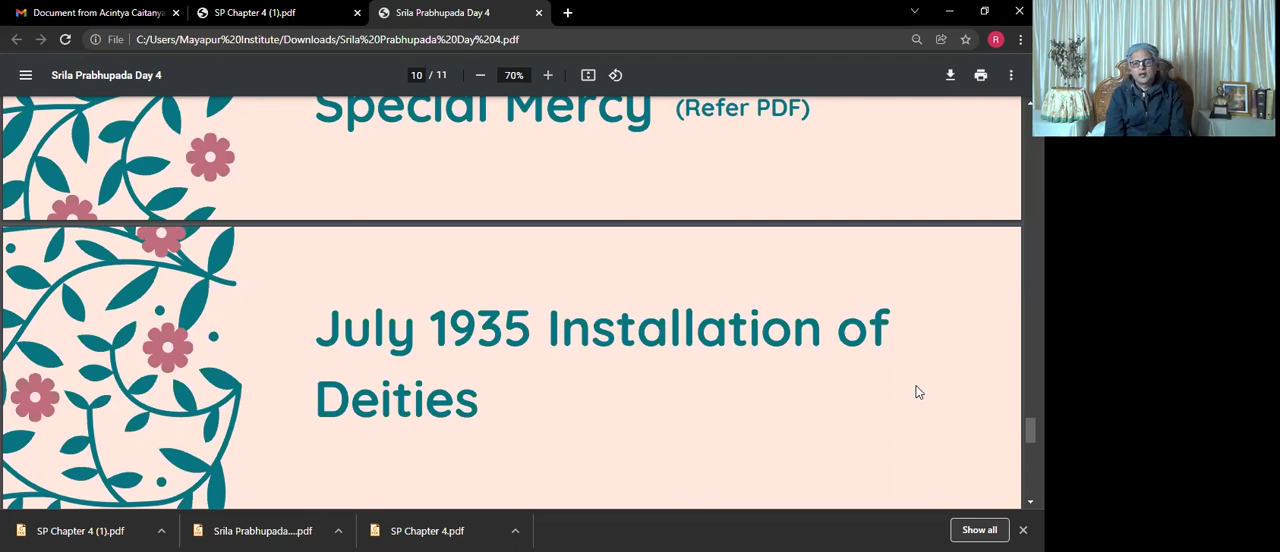 Document from Acintya Caitanya
SP Chapter 4 (1).pdf
Srila Prabhupada Day 4
File
C:/Users/Mayapur%20Institute/Downloads/Srila%20Prabhupada%20Day%204.pdf
R
Srila Prabhupada Day 4
10 / 11
70%
Special Mercy (Refer PDF)
July 1935 Installation of
Deities
SP Chapter 4 (1).pdf
Srila Prabhupada....pdf
SP Chapter 4.pdf
Show all